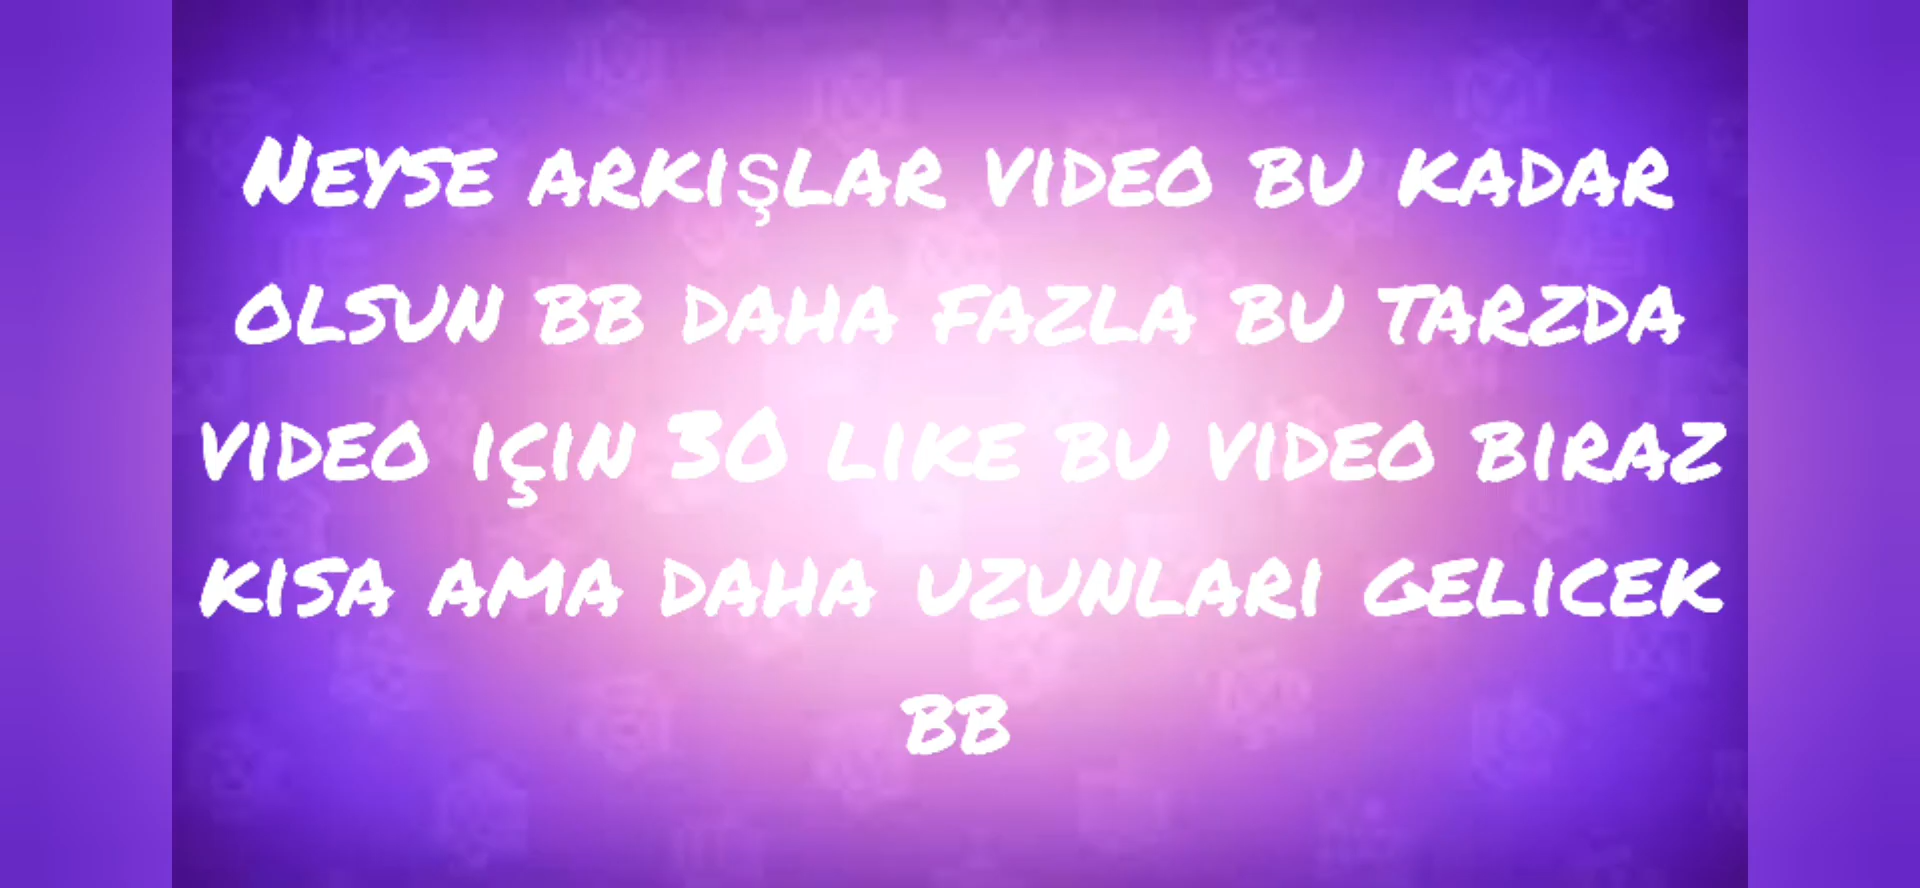 Neyse arkışlar video bu kadar
olsun bb daha fazla bu tarzda
video için 30 like bu video biraz
kısa ama daha uzunları gelicek
bb